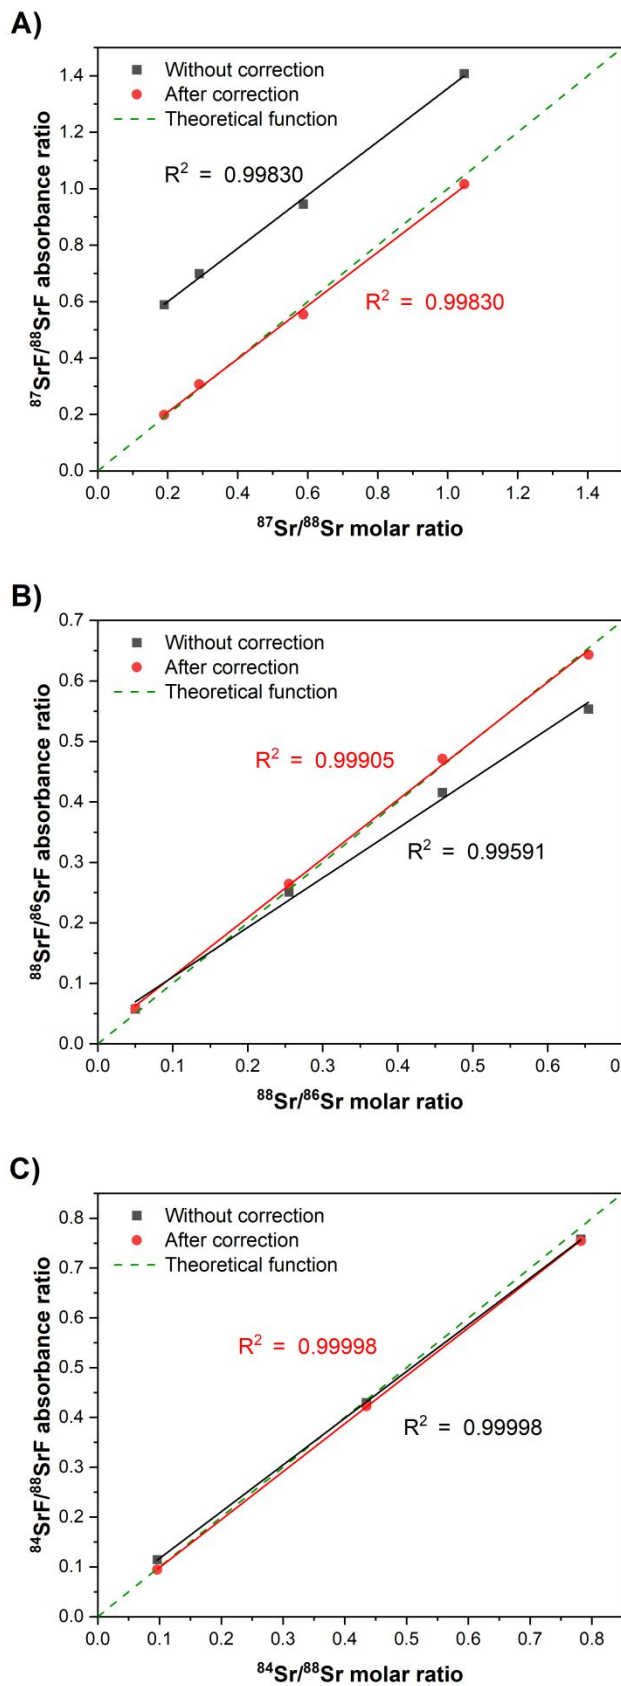 A)
Without correction
After correction
Theoretical function
R² = 0.99830
R² = 0.99830
⁸⁷SrF/⁸⁸SrF absorbance ratio
0.0
0.2
0.4
0.6
0.8
1.0
1.2
1.4
0.0 0.2 0.4 0.6 0.8 1.0 1.2 1.4
⁸⁷Sr/⁸⁸Sr molar ratio
B)
Without correction
After correction
Theoretical function
R² = 0.99905
R² = 0.99591
⁸⁸SrF/⁸⁶SrF absorbance ratio
0.7
0.6
0.5
0.4
0.3
0.2
0.1
0.0
0.0 0.1 0.2 0.3 0.4 0.5 0.6
⁸⁸Sr/⁸⁶Sr molar ratio
C)
Without correction
After correction
Theoretical function
R² = 0.99998
R² = 0.99998
⁸⁴SrF/⁸⁸SrF absorbance ratio
0.8
0.7
0.6
0.5
0.4
0.3
0.2
0.1
0.0
0.0 0.1 0.2 0.3 0.4 0.5 0.6 0.7 0.8
⁸⁴Sr/⁸⁸Sr molar ratio